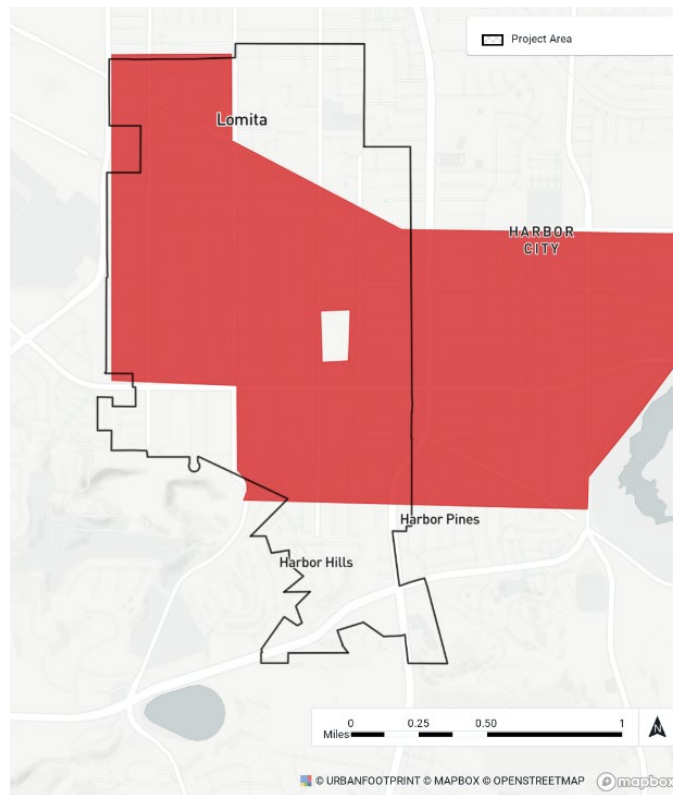 Project Area
Lomita
HARBOR
CITY
Harbor Pines
Harbor Hills
0 0.25 0.50 1
Miles
© URBANFOOTPRINT © MAPBOX © OPENSTREETMAP mapbox